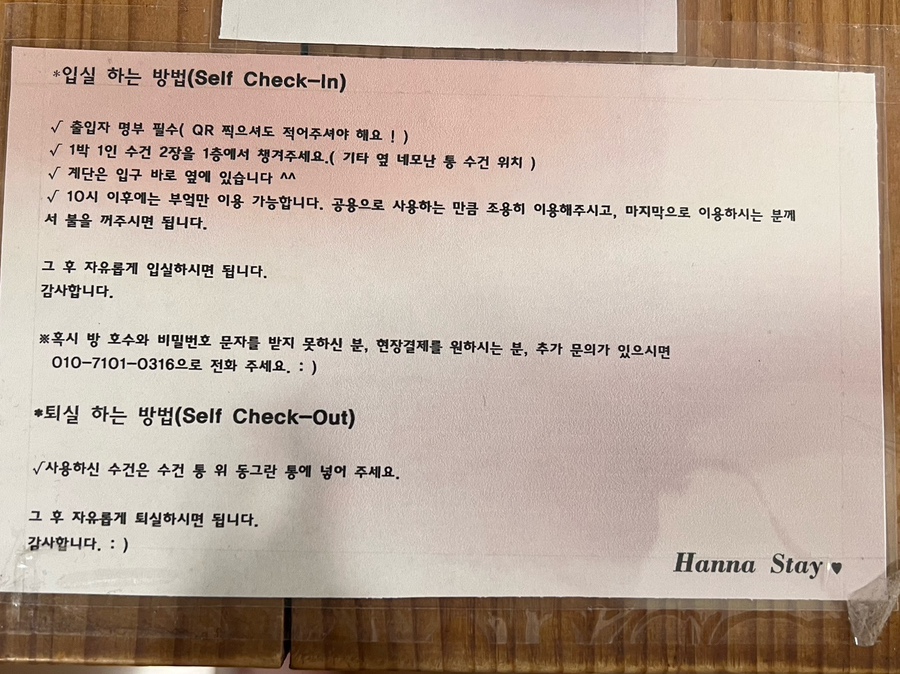 *입실 하는 방법(Self Check-In)
√ 출입자 명부 필수( QR 찍으셔도 적어주셔야 해요 ! )
√ 1박 1인 수건 2장을 1층에서 챙겨주세요.( 기타 옆 네모난 통 수건 위치 )
√ 계단은 입구 바로 옆에 있습니다 ^^
√ 10시 이후에는 부엌만 이용 가능합니다. 공용으로 사용하는 만큼 조용히 이용해주시고, 마지막으로 이용하시는 분께
서 불을 꺼주시면 됩니다.
그 후 자유롭게 입실하시면 됩니다.
감사합니다.
※혹시 방 호수와 비밀번호 문자를 받지 못하신 분, 현장결제를 원하시는 분, 추가 문의가 있으시면
010-7101-0316으로 전화 주세요. : )
*퇴실 하는 방법(Self Check-Out)
√사용하신 수건은 수건 통 위 동그란 통에 넣어 주세요.
그 후 자유롭게 퇴실하시면 됩니다.
감사합니다. : )
Hanna Stay♥